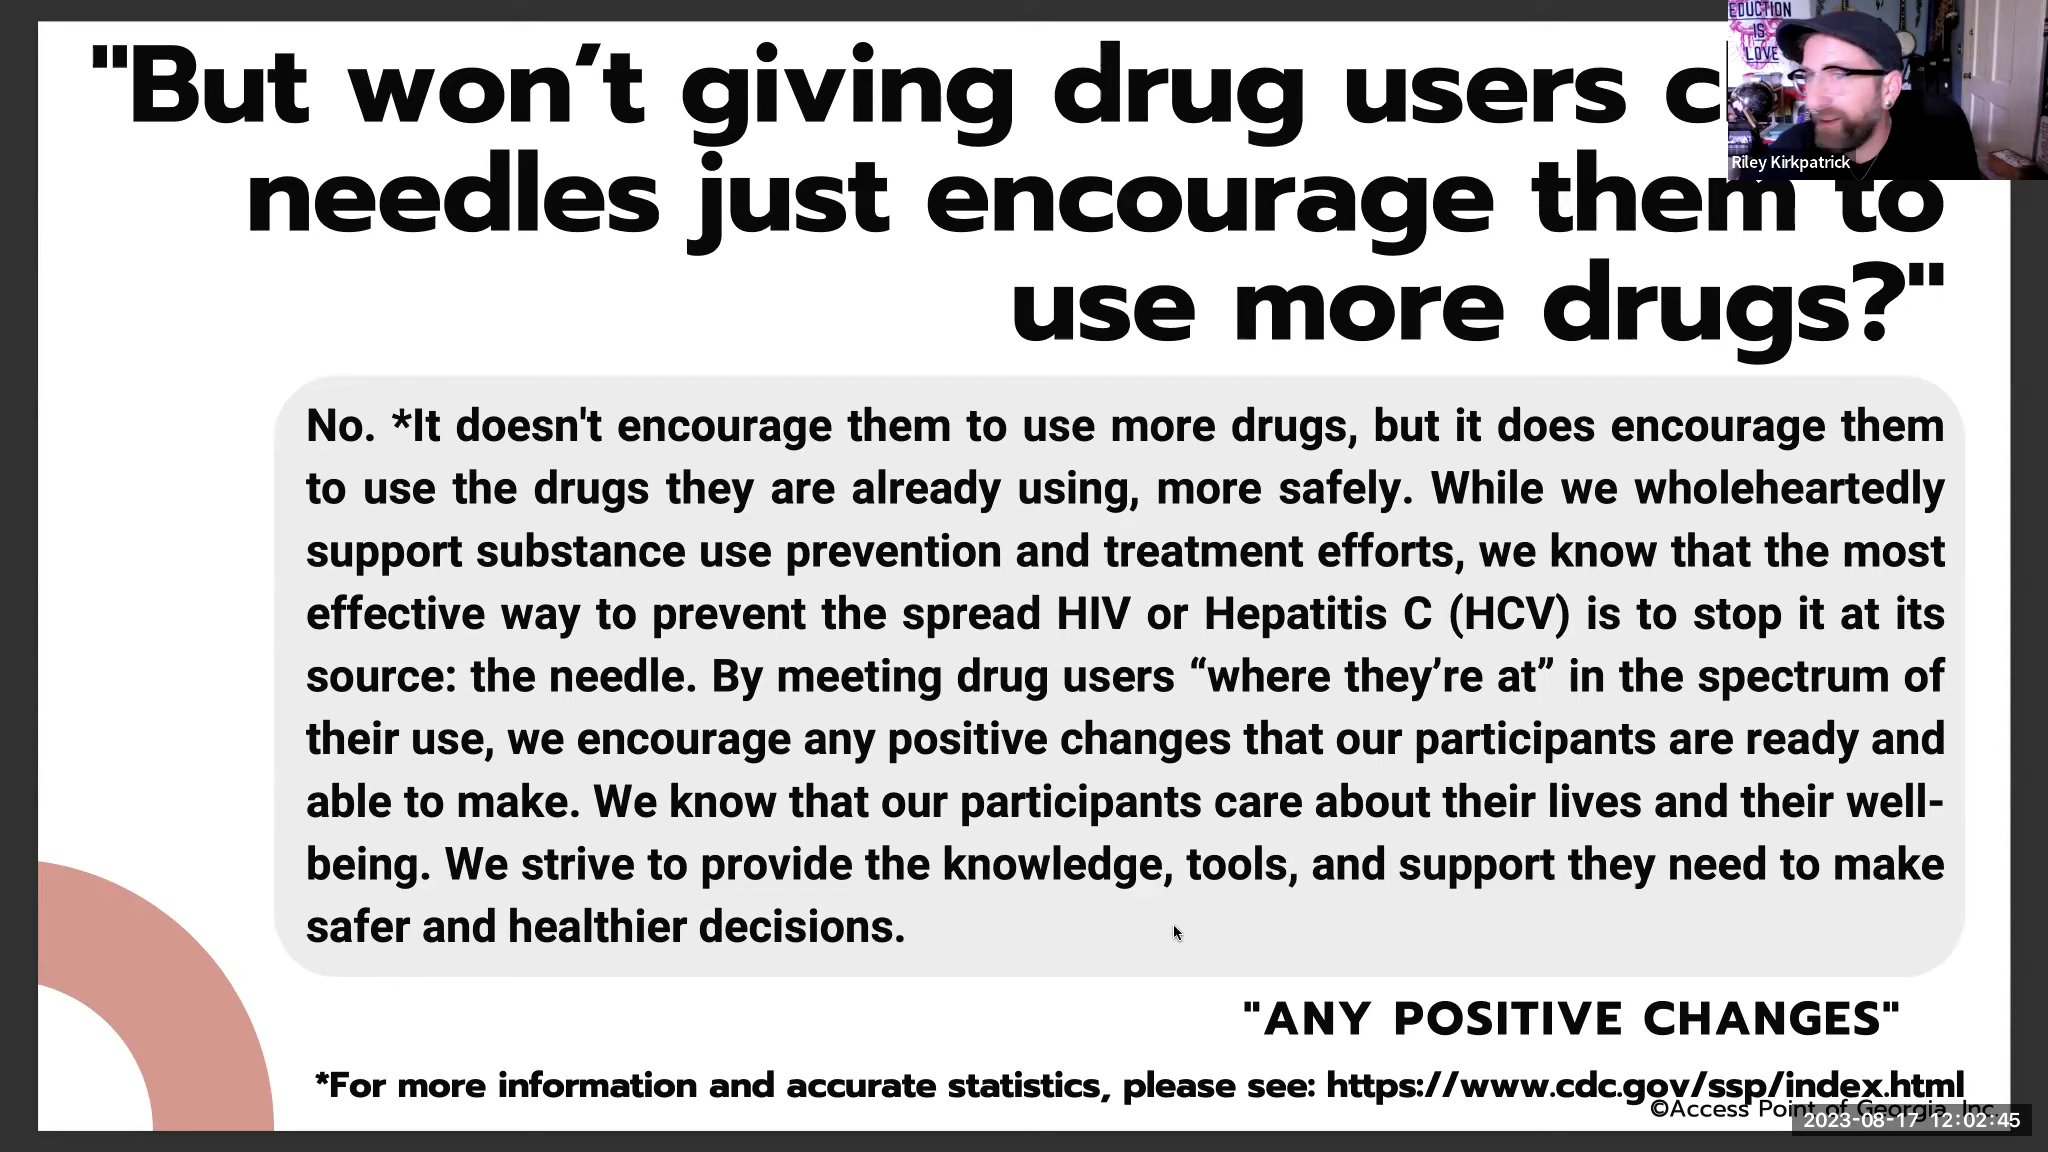 "But won’t giving drug users
needles just encourage them to
use more drugs?"
EDUCTION
IS
LOVE
Riley Kirkpatrick
No. *It doesn't encourage them to use more drugs, but it does encourage them
to use the drugs they are already using, more safely. While we wholeheartedly
support substance use prevention and treatment efforts, we know that the most
effective way to prevent the spread HIV or Hepatitis C (HCV) is to stop it at its
source: the needle. By meeting drug users “where they’re at” in the spectrum of
their use, we encourage any positive changes that our participants are ready and
able to make. We know that our participants care about their lives and their well-
being. We strive to provide the knowledge, tools, and support they need to make
safer and healthier decisions.
"ANY POSITIVE CHANGES"
*For more information and accurate statistics, please see: https://www.cdc.gov/ssp/index.html
©Access Point of Georgia, Inc.
2023-08-17 12:02:45